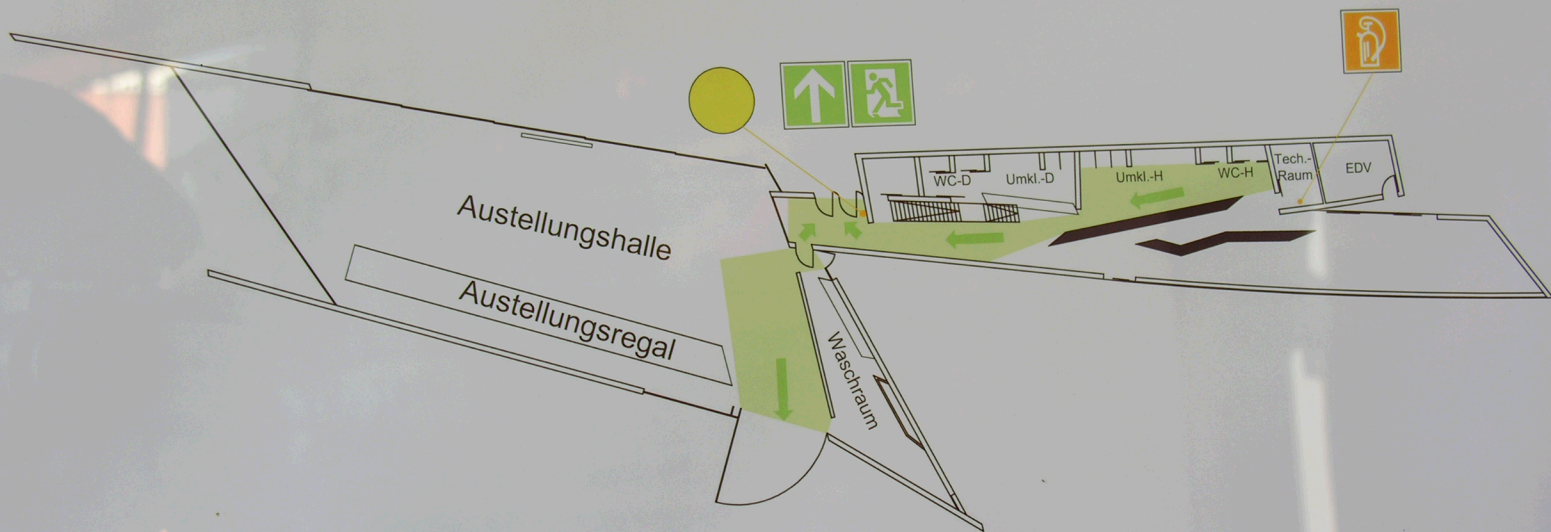 WC-D
Umkl.-D
Umkl.-H
WC-H
Tech.-
Raum
EDV
Austellungshalle
Austellungsregal
Waschraum